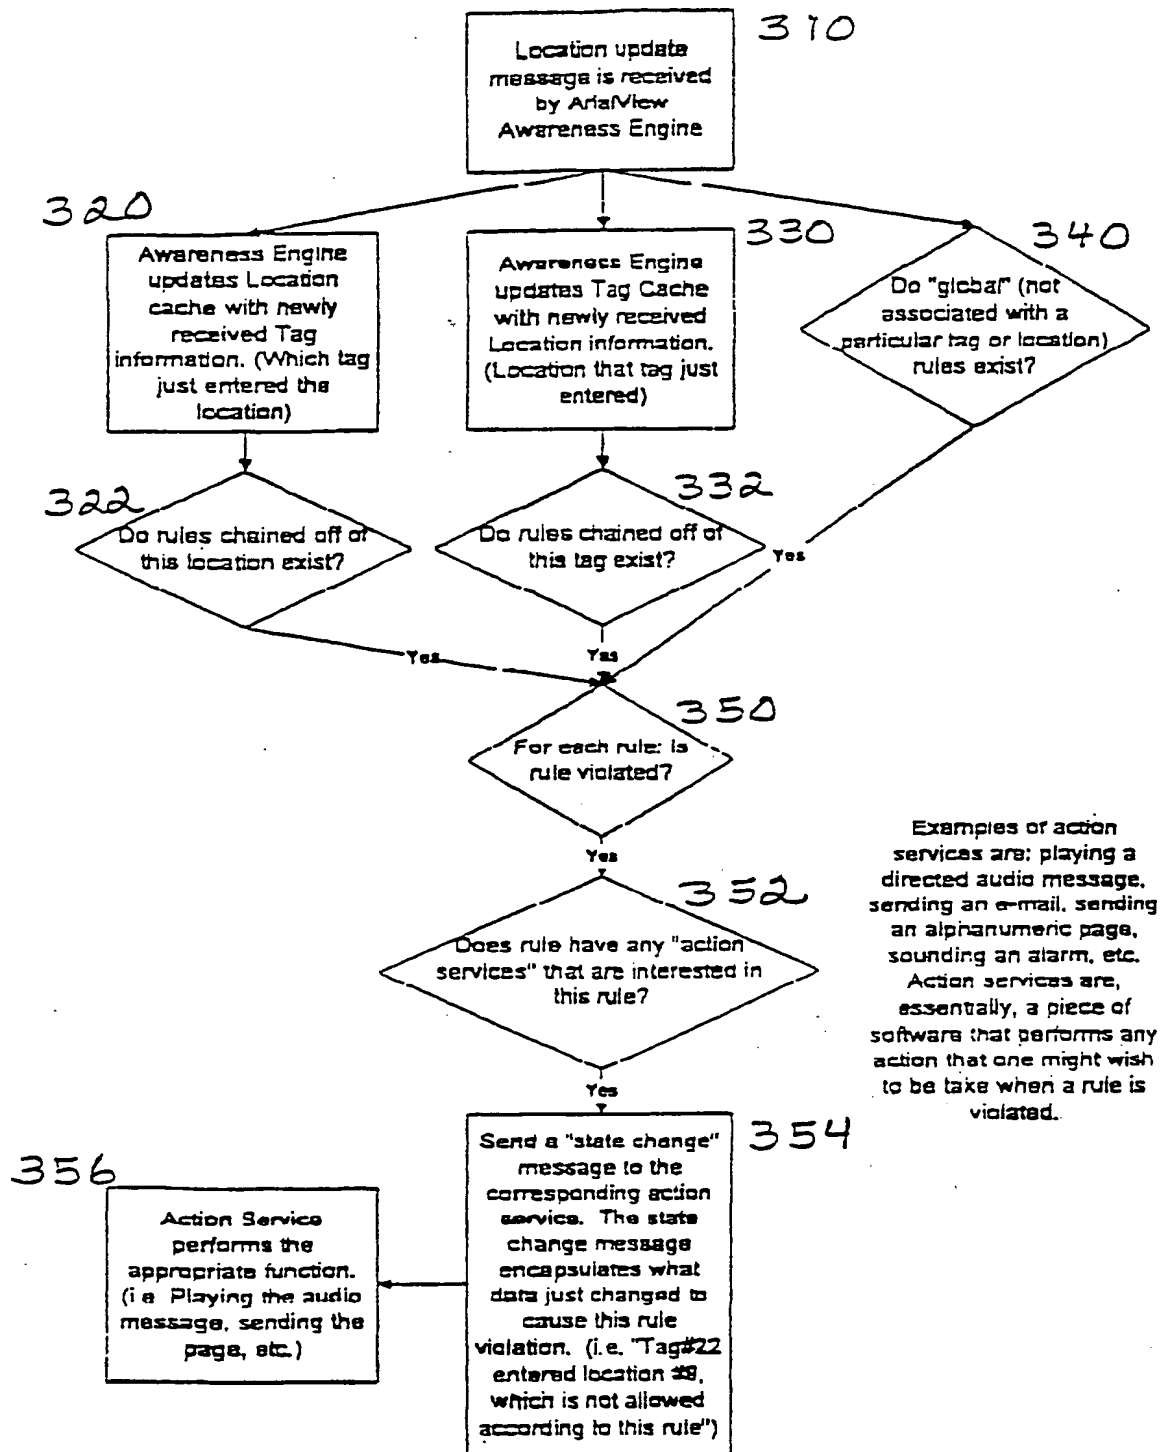 310
Location update
message is received
by ArialView
Awareness Engine
320
Awareness Engine
updates Location
cache with newly
received Tag
information. (Which tag
just entered the
location)
330
Awareness Engine
updates Tag Cache
with newly received
Location information.
(Location that tag just
entered)
340
Do "global" (not
associated with a
particular tag or location)
rules exist?
322
Do rules chained off of
this location exist?
332
Do rules chained off of
this tag exist?
Yes
Yes
Yes
350
For each rule: Is
rule violated?
Yes
352
Does rule have any "action
services" that are interested in
this rule?
Examples of action
services are: playing a
directed audio message,
sending an e-mail, sending
an alphanumeric page,
sounding an alarm, etc.
Action services are,
essentially, a piece of
software that performs any
action that one might wish
to be take when a rule is
violated.
Yes
354
Send a "state change"
message to the
corresponding action
service. The state
change message
encapsulates what
data just changed to
cause this rule
violation. (i.e. "Tag#22
entered location #9,
which is not allowed
according to this rule")
356
Action Service
performs the
appropriate function.
(i.e Playing the audio
message, sending the
page, etc.)